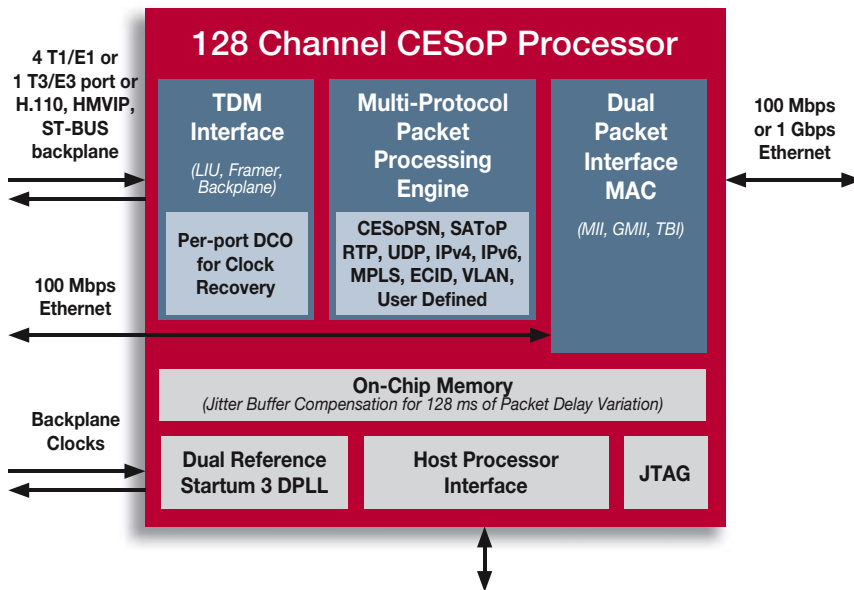 128 Channel CESoP Processor
4 T1/E1 or
1 T3/E3 port or
H.110, HMVIP,
ST-BUS
backplane
TDM
Interface
(LIU, Framer,
Backplane)
Per-port DCO
for Clock
Recovery
Multi-Protocol
Packet
Processing
Engine
CESoPSN, SAToP
RTP, UDP, IPv4, IPv6,
MPLS, ECID, VLAN,
User Defined
Dual
Packet
Interface
MAC
(MII, GMII, TBI)
100 Mbps
or 1 Gbps
Ethernet
100 Mbps
Ethernet
On-Chip Memory
(Jitter Buffer Compensation for 128 ms of Packet Delay Variation)
Backplane
Clocks
Dual Reference
Startum 3 DPLL
Host Processor
Interface
JTAG